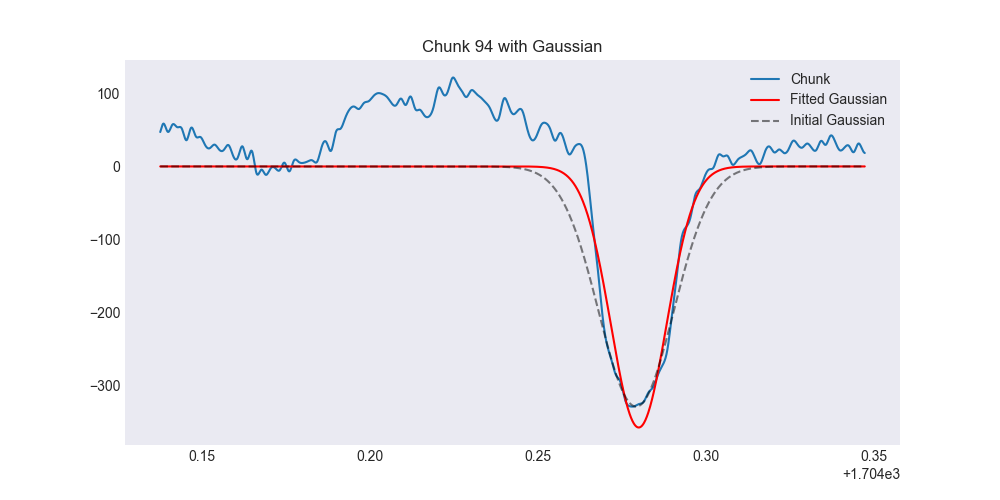 Chunk 94 with Gaussian
Chunk
Fitted Gaussian
Initial Gaussian
100
0
−100
−200
−300
0.15 0.20 0.25 0.30 0.35
+1.704e3